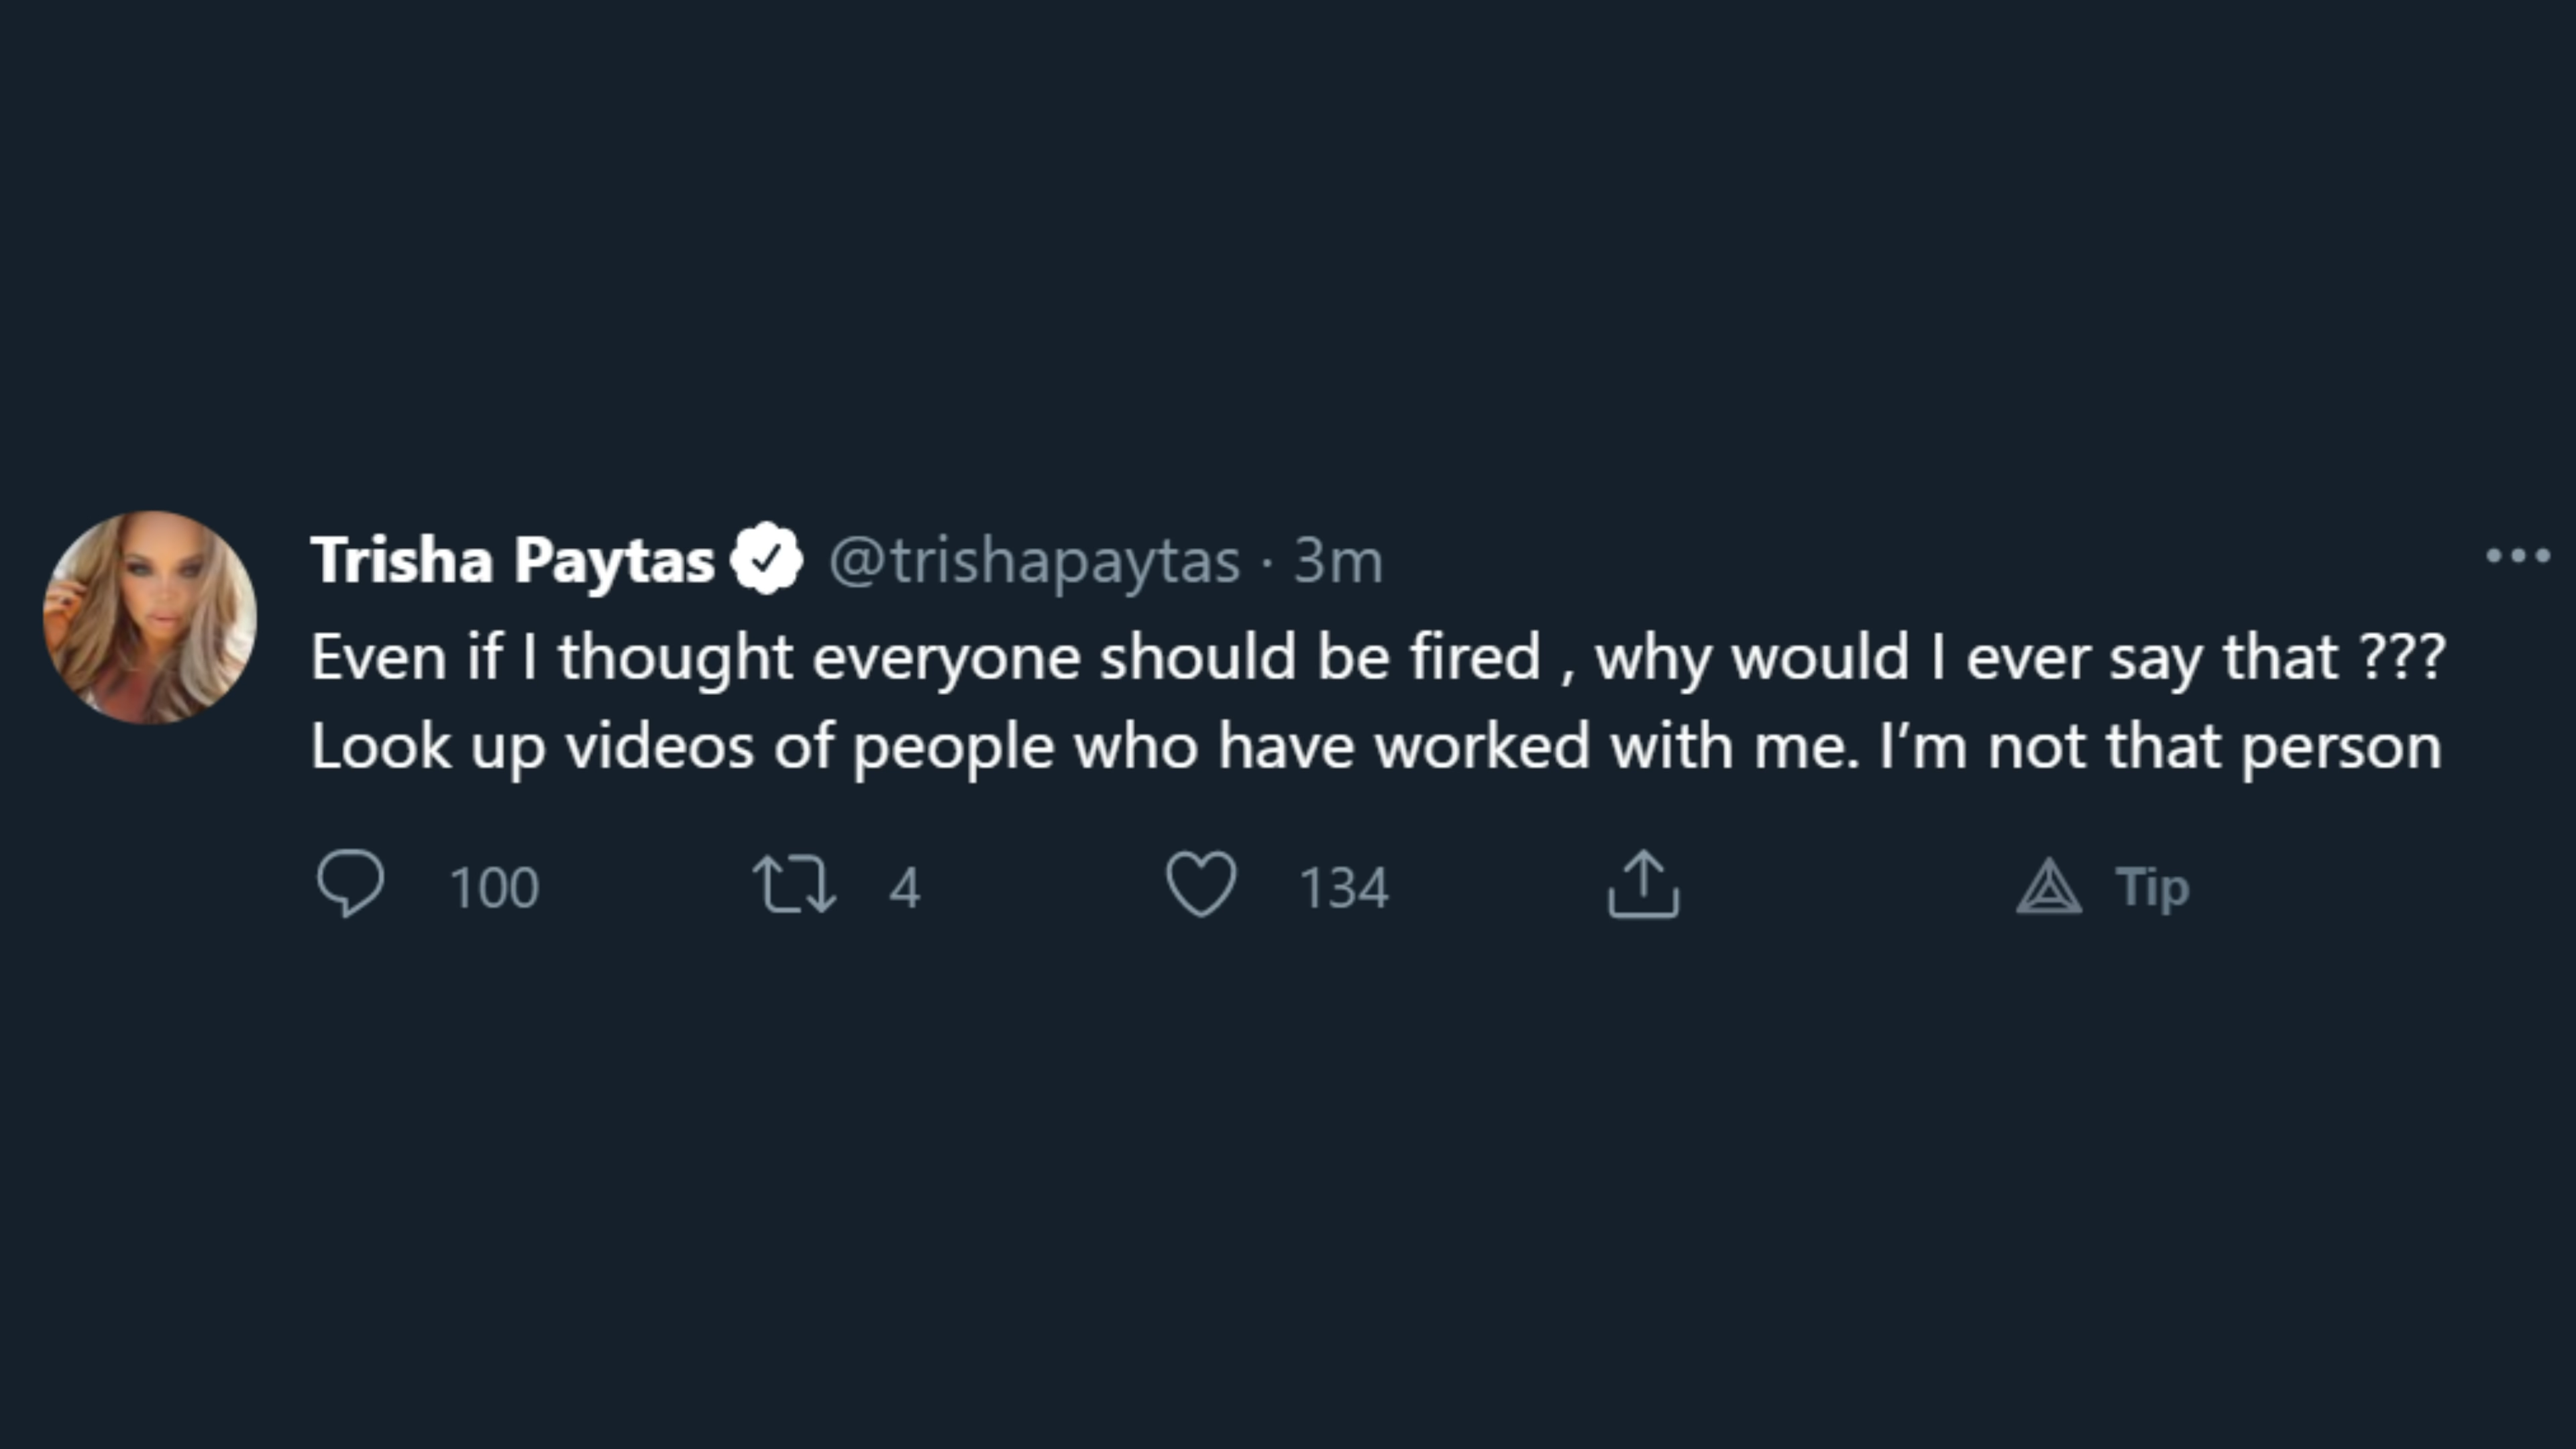 Trisha Paytas @trishapaytas · 3m
Even if I thought everyone should be fired , why would I ever say that ???
Look up videos of people who have worked with me. I’m not that person
100 4 134 Tip